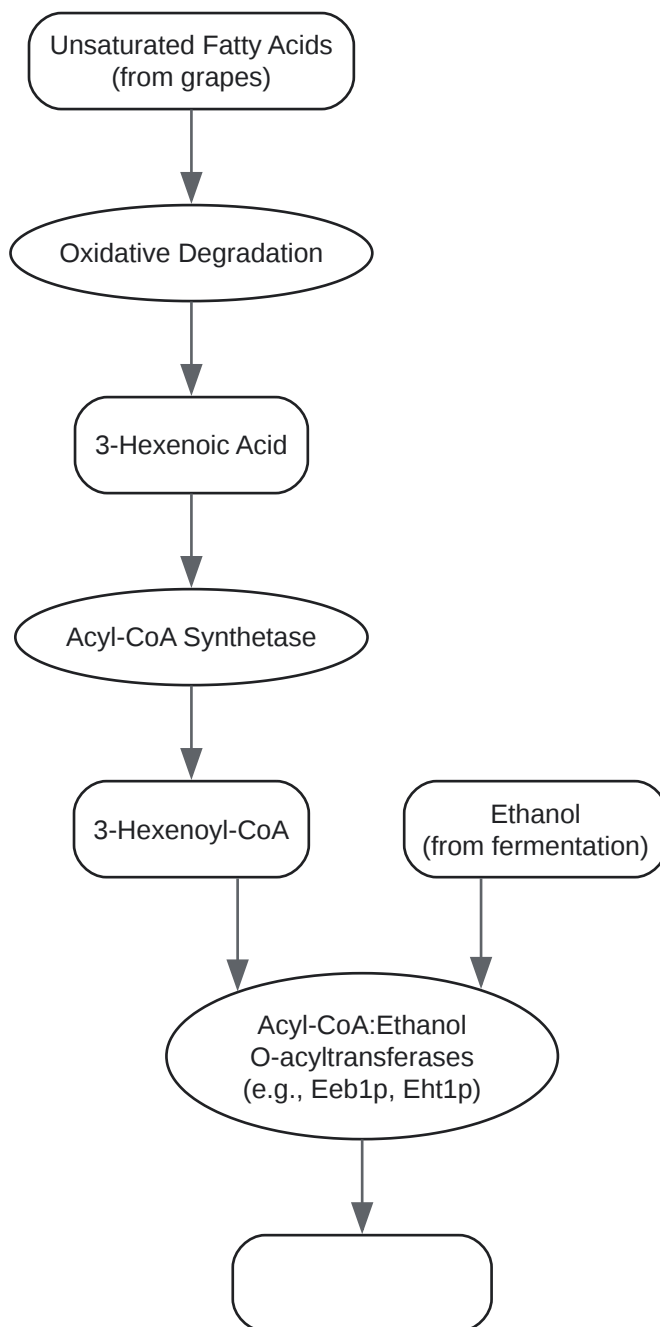 Unsaturated Fatty Acids
(from grapes)
Oxidative Degradation
3-Hexenoic Acid
Acyl-CoA Synthetase
3-Hexenoyl-CoA
Ethanol
(from fermentation)
Acyl-CoA:Ethanol
O-acyltransferases
(e.g., Eeb1p, Eht1p)